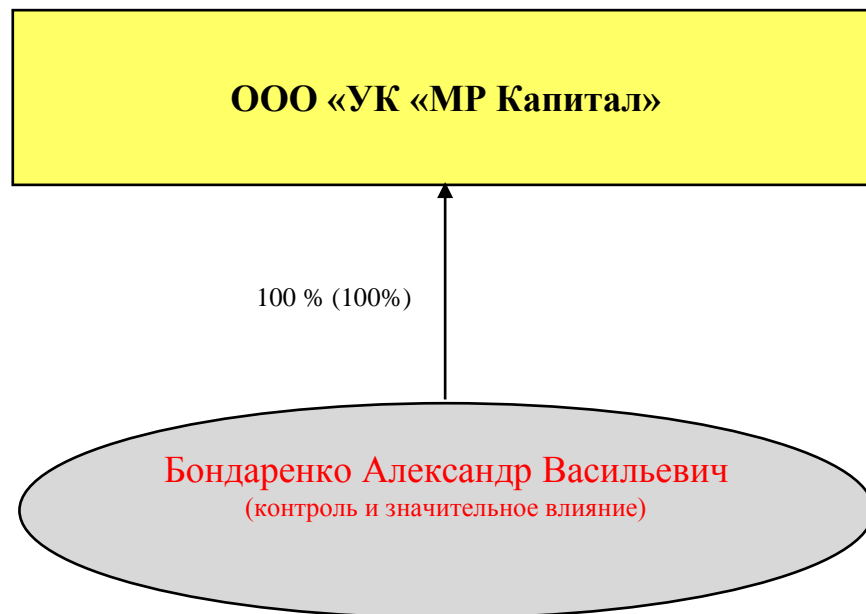 ООО «УК «МР Капитал»
100 % (100%)
Бондаренко Александр Васильевич
(контроль и значительное влияние)